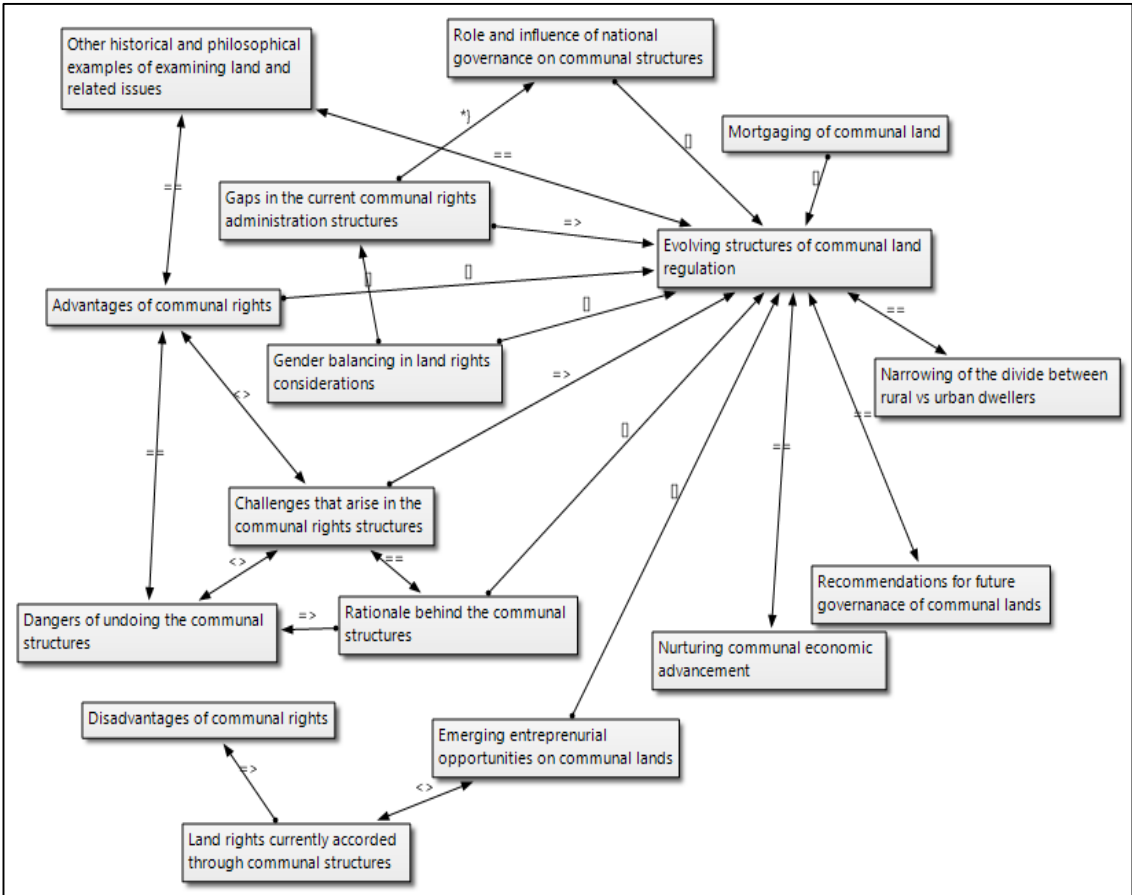 Other historical and philosophical
examples of examining land and
related issues
Role and influence of national
governance on communal structures
*}
[]
Mortgaging of communal land
[]
==
==
Gaps in the current communal rights
administration structures
=>
Evolving structures of communal land
regulation
[]
[]
Advantages of communal rights
[]
==
Gender balancing in land rights
considerations
=>
Narrowing of the divide between
rural vs urban dwellers
<>
==
[]
==
==
[]
Challenges that arise in the
communal rights structures
<>
==
Recommendations for future
governanace of communal lands
Dangers of undoing the communal
structures
=>
Rationale behind the communal
structures
Nurturing communal economic
advancement
Disadvantages of communal rights
Emerging entreprenurial
opportunities on communal lands
=>
<>
Land rights currently accorded
through communal structures